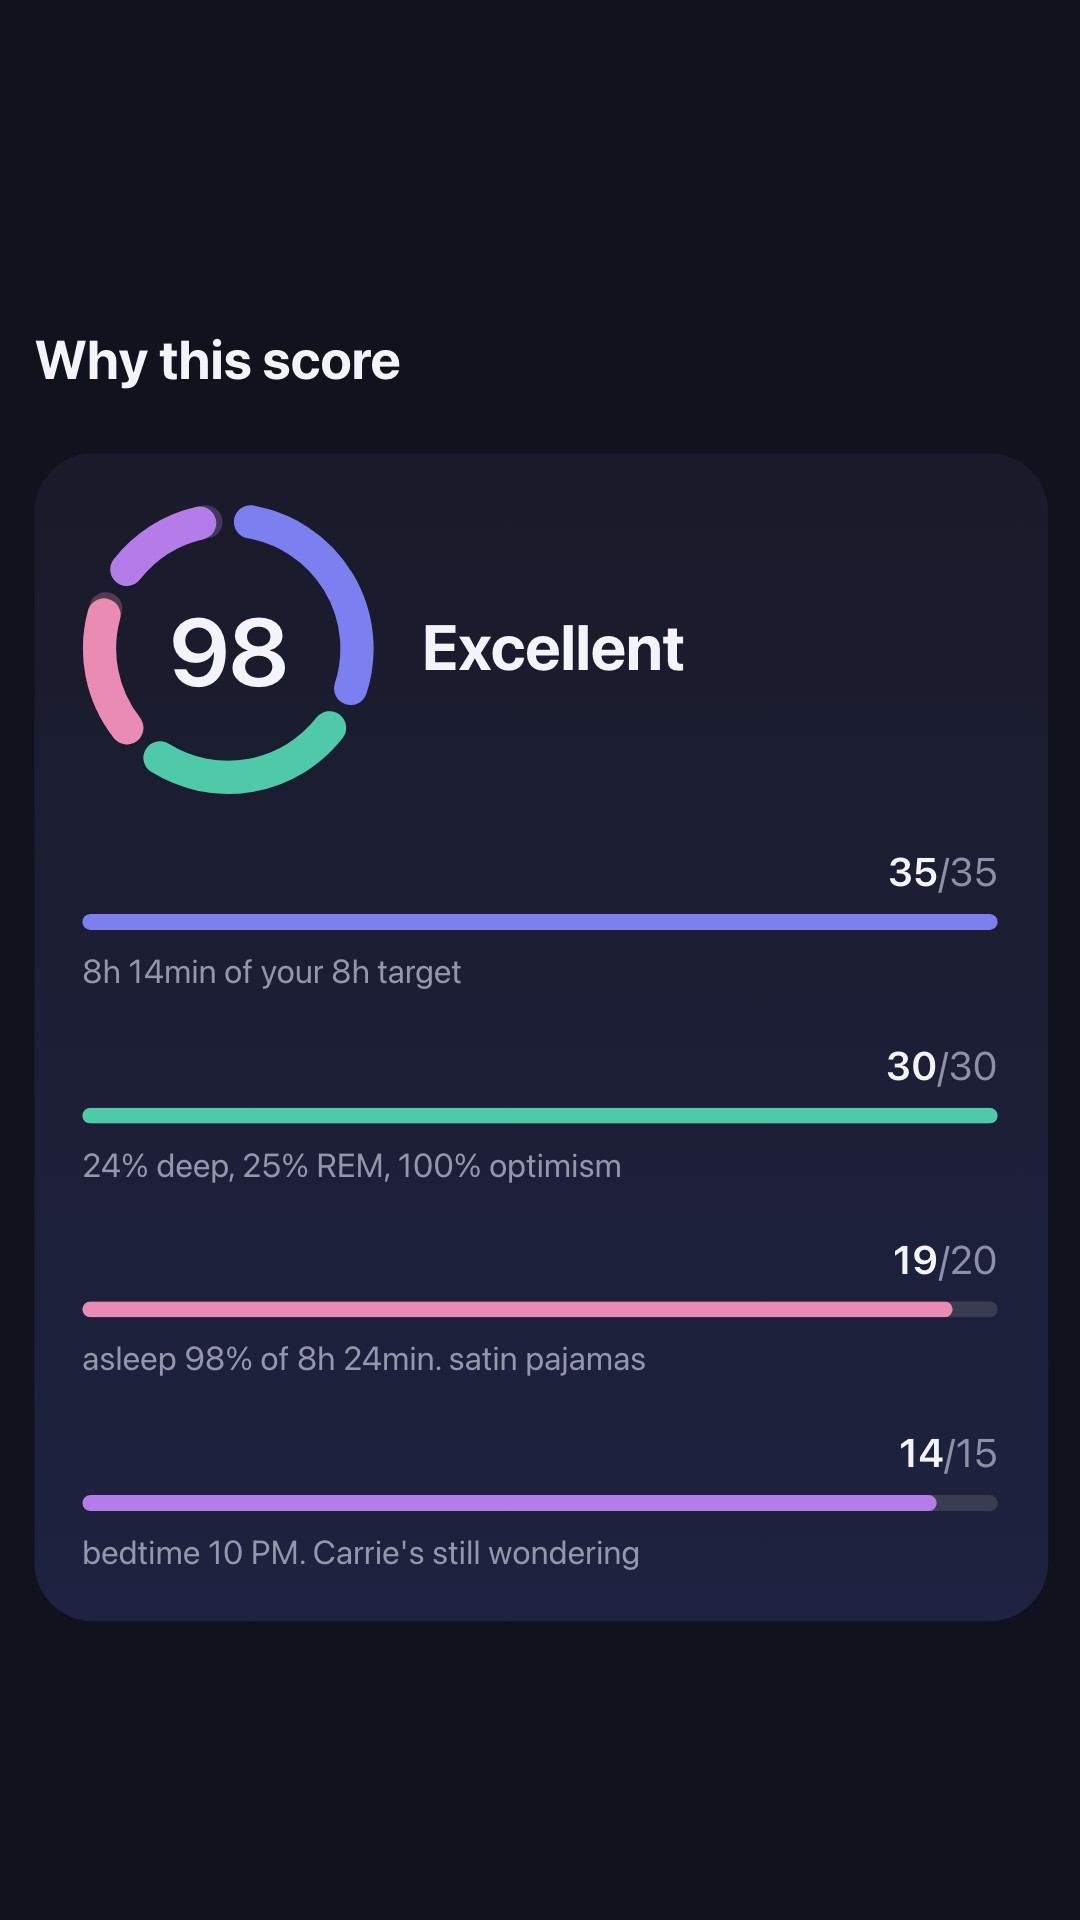 Why this score
98
Excellent
35/35
8h 14min of your 8h target
30/30
24% deep, 25% REM, 100% optimism
19/20
asleep 98% of 8h 24min. satin pajamas
14/15
bedtime 10 PM. Carrie's still wondering